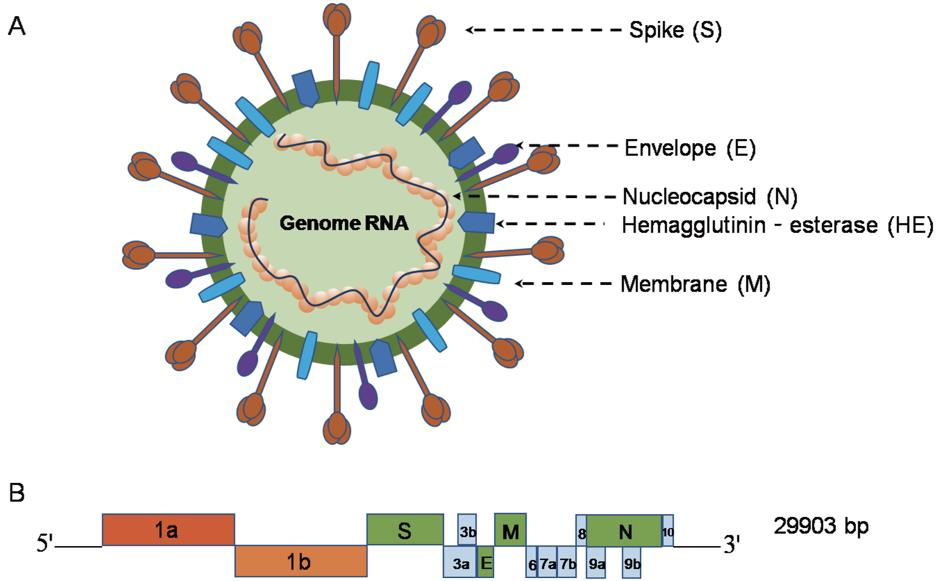 A
Spike (S)
Envelope (E)
Nucleocapsid (N)
Genome RNA
Hemagglutinin - esterase (HE)
Membrane (M)
B
1a S 3b M 8 N 10 29903 bp
5' 3'
1b 3a E 6 7a 7b 9a 9b